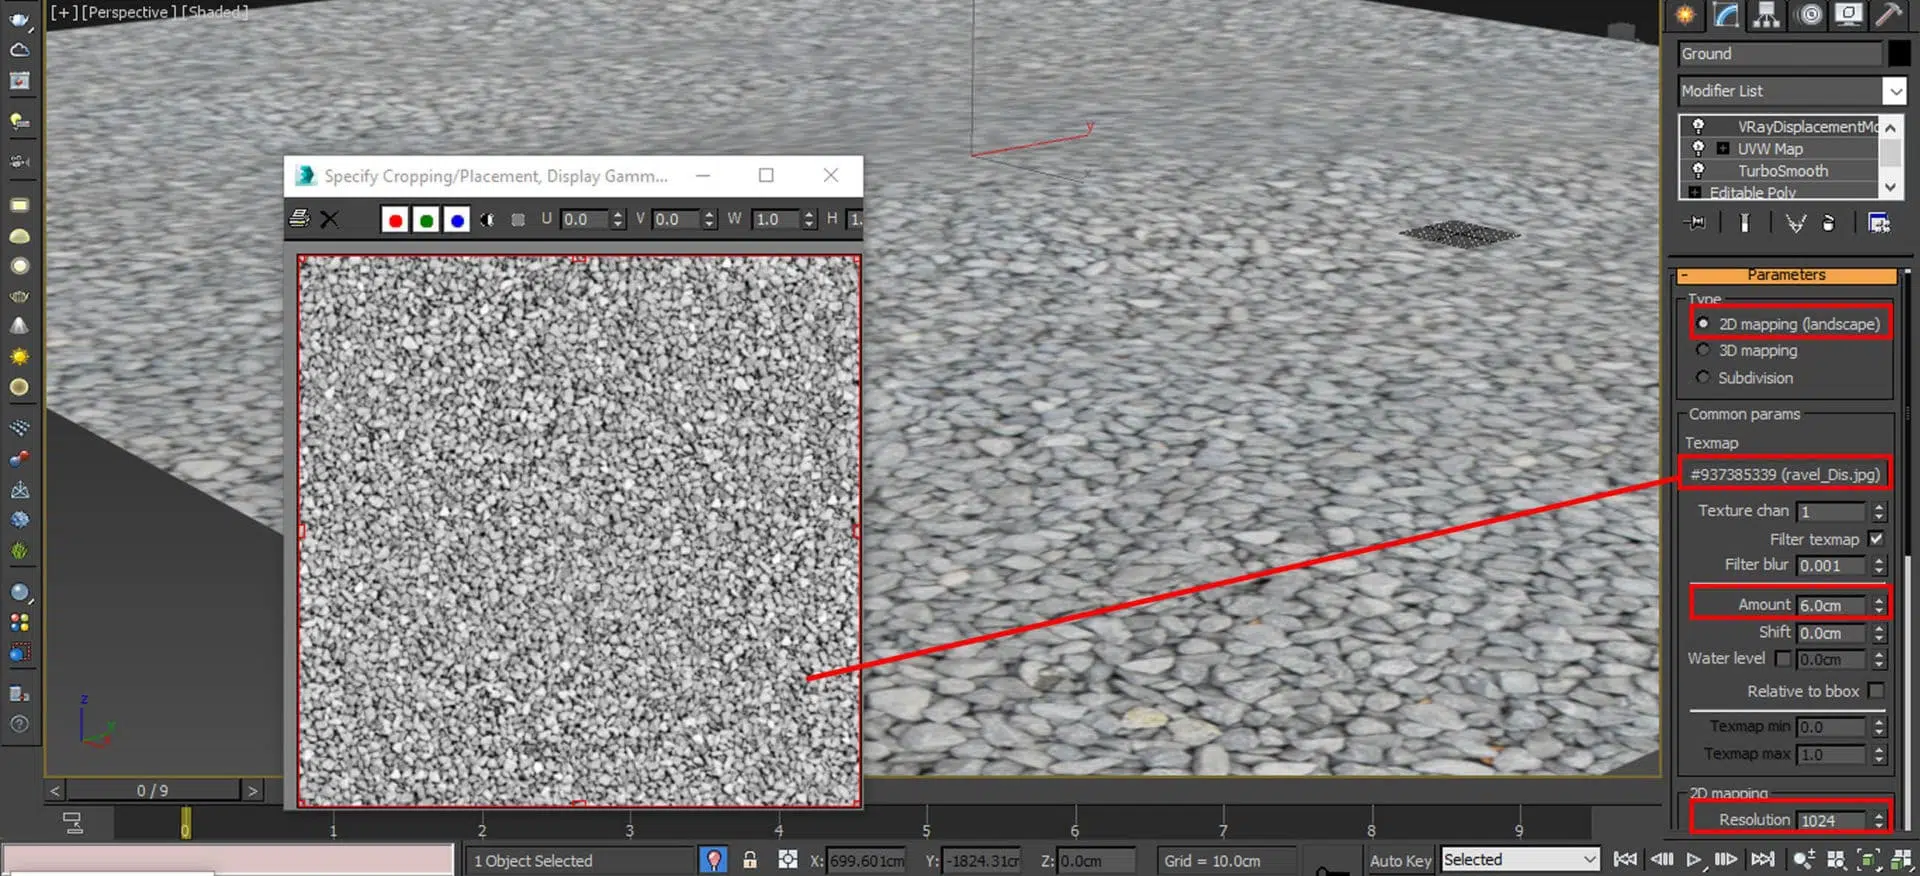 [+][Perspective][Shaded]
Specify Cropping/Placement, Display Gamm...
U 0.0 V 0.0 W 1.0 H 1.
y
z
Ground
Modifier List
VRayDisplacementMo
UVW Map
TurboSmooth
Editable Poly
Parameters
Type
2D mapping (landscape)
3D mapping
Subdivision
Common params
Texmap
#937385339 (ravel_Dis.jpg)
Texture chan 1
Filter texmap
Filter blur 0.001
Amount 6.0cm
Shift 0.0cm
Water level 0.0cm
Relative to bbox
Texmap min 0.0
Texmap max 1.0
2D mapping
Resolution 1024
< 0 / 9 >
0 1 2 3 4 5 6 7 8 9
1 Object Selected
X: 699.601cm Y: -1824.31cm Z: 0.0cm
Grid = 10.0cm
Auto Key
Selected